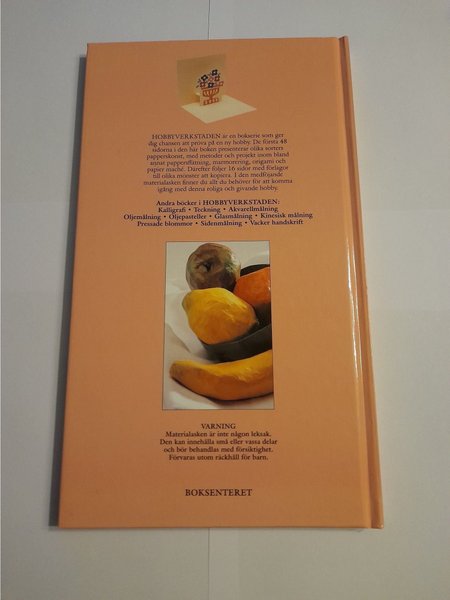 HOBBYVERKSTADEN är en bokserie som ger
dig chansen att pröva på en ny hobby. De första 48
sidorna i den här boken presenterar olika sorters
papperskonst, med metoder och projekt inom bland
annat pappersflätning, marmorering, origami och
papier maché. Därefter följer 16 sidor med förlagor
till olika mönster att kopiera. I den medföljande
materialasken finner du allt du behöver för att komma
igång med denna roliga och givande hobby.
Andra böcker i HOBBYVERKSTADEN:
Kalligrafi • Teckning • Akvarellmålning
Oljemålning • Oljepasteller • Glasmålning • Kinesisk målning
Pressade blommor • Sidenmålning • Vacker handskrift
VARNING
Materialasken är inte någon leksak.
Den kan innehålla små eller vassa delar
och bör behandlas med försiktighet.
Förvaras utom räckhåll för barn.
BOKSENTERET